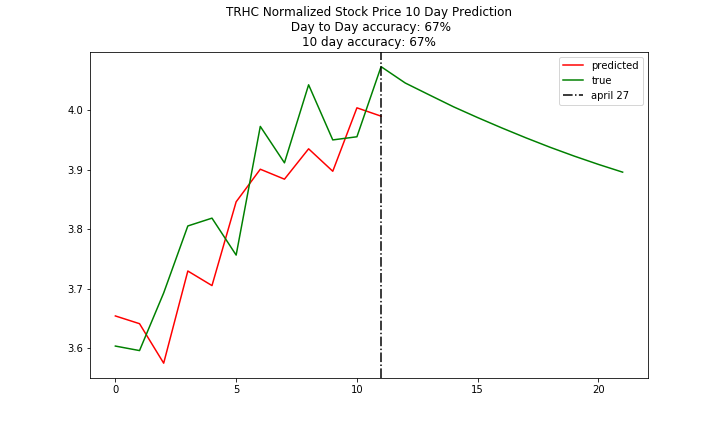 TRHC Normalized Stock Price 10 Day Prediction
Day to Day accuracy: 67%
10 day accuracy: 67%
predicted
true
april 27
4.0
3.9
3.8
3.7
3.6
0
5
10
15
20